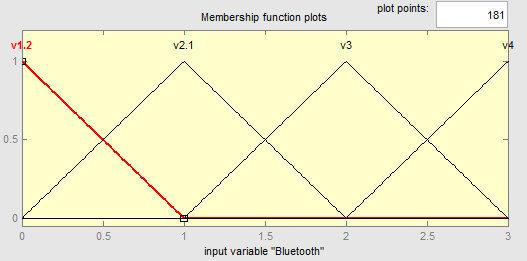 plot points:
Membership function plots
181
v1.2 v2.1 v3 v4
1
0.5
0
0 0.5 1 1.5 2 2.5 3
input variable "Bluetooth"